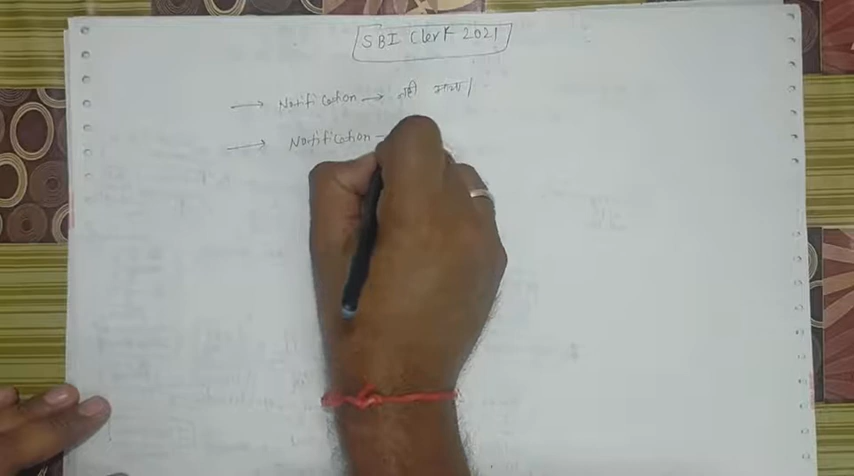 SBI Clerk 2021
→ Notification → नही आया।
→ Notification -